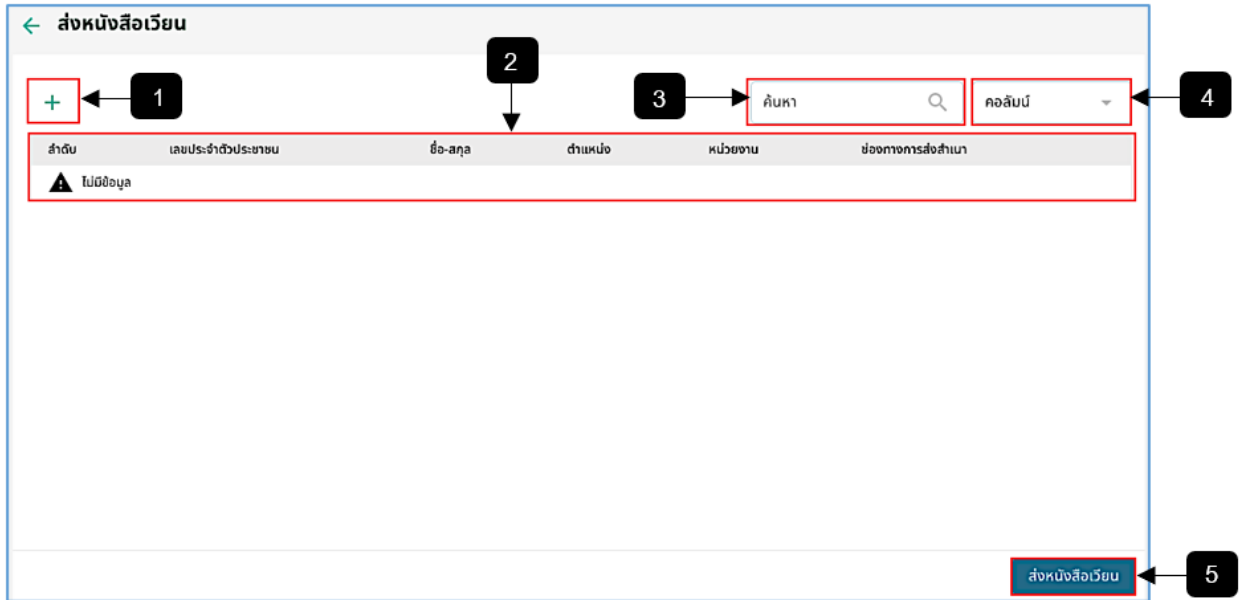 ส่งหนังสือเวียน
2
1
3
ค้นหา
คอลัมน์
4
ลำดับ เลขประจำตัวประชาชน ชื่อ-สกุล ตำแหน่ง หน่วยงาน ช่องทางการส่งสำเนา
ไม่มีข้อมูล
ส่งหนังสือเวียน
5